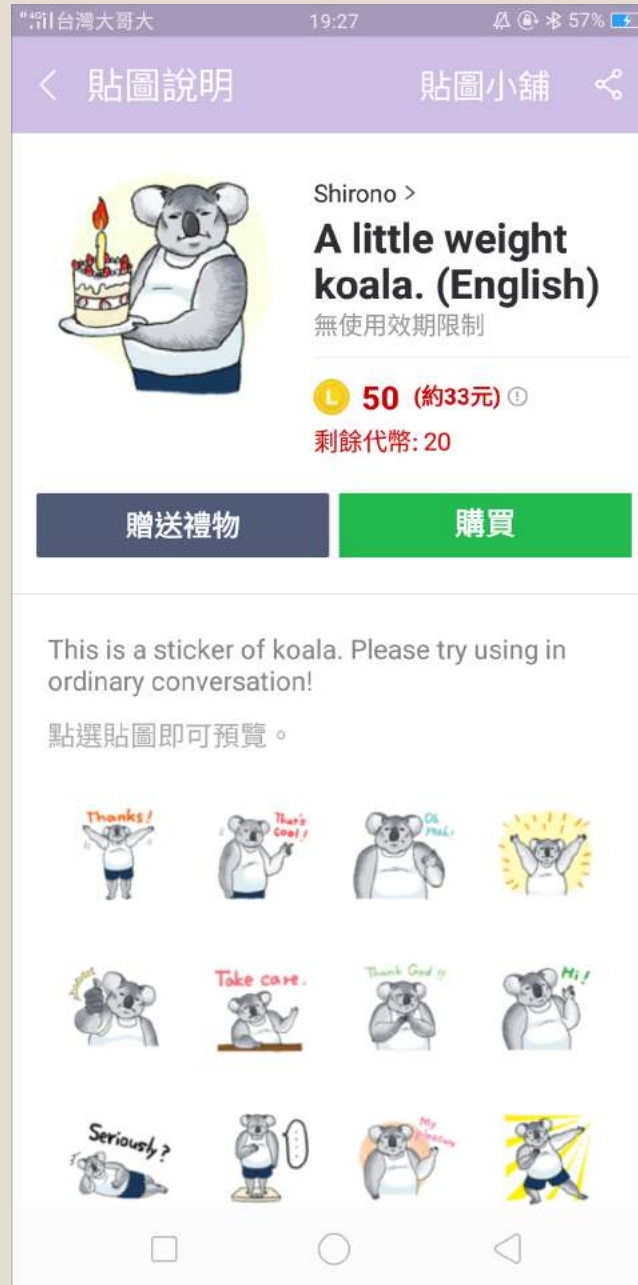 4G 台灣大哥大 19:27 57%
貼圖說明 貼圖小舖
Shirono >
A little weight
koala. (English)
無使用效期限制
L 50 (約33元)
剩餘代幣: 20
贈送禮物 購買
This is a sticker of koala. Please try using in
ordinary conversation!
點選貼圖即可預覽。
Thanks! That's Oh
cool! Yeah!
Take care. Thank God !! Hi!
Seriously? My
pleasure